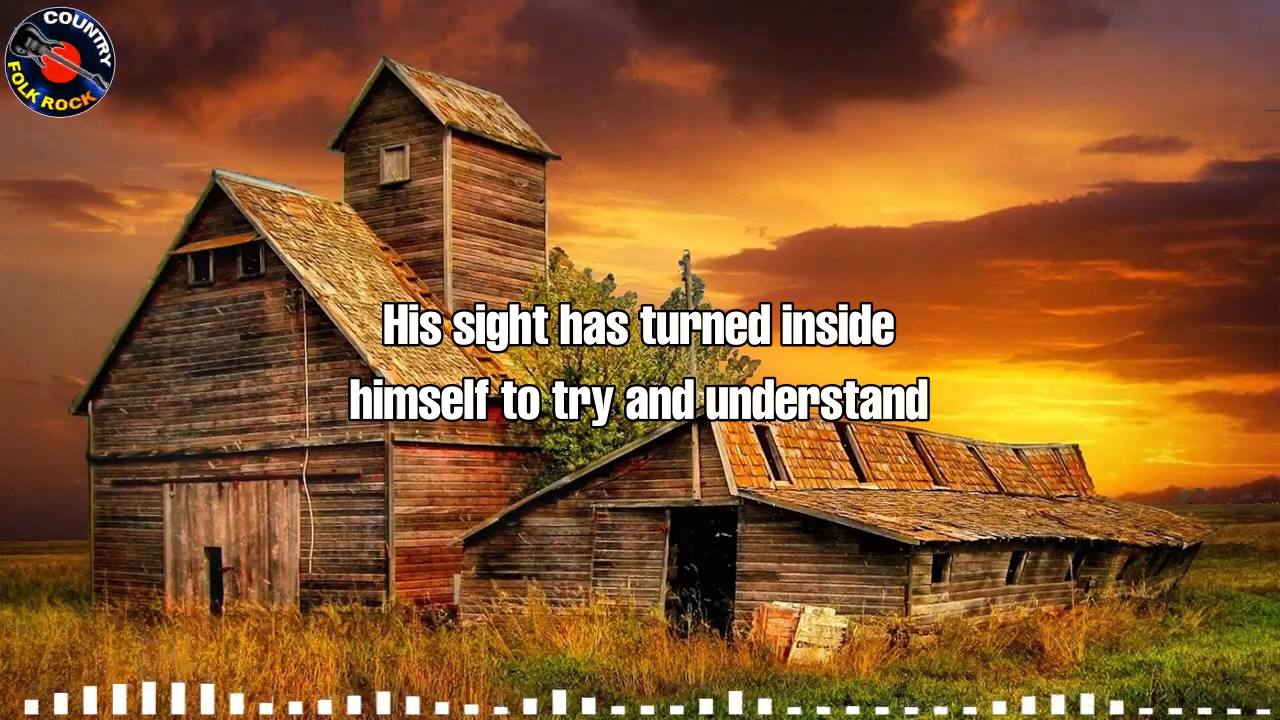 COUNTRY
FOLK ROCK
His sight has turned inside
himself to try and understand